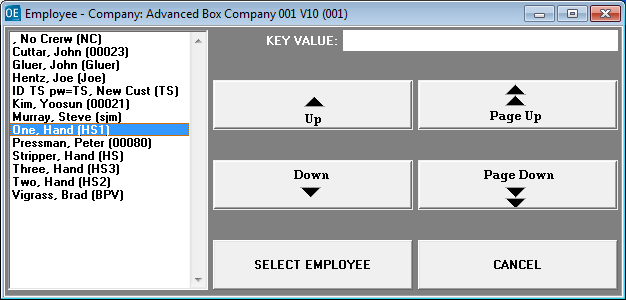 OE Employee - Company: Advanced Box Company 001 V10 (001)
, No Crerw (NC)
Cuttar, John (00023)
Gluer, John (Gluer)
Hentz, Joe (Joe)
ID TS pw=TS, New Cust (TS)
Kim, Yoosun (00021)
Murray, Steve (sjm)
One, Hand (HS1)
Pressman, Peter (00080)
Stripper, Hand (HS)
Three, Hand (HS3)
Two, Hand (HS2)
Vigrass, Brad (BPV)
KEY VALUE:
Up
Page Up
Down
Page Down
SELECT EMPLOYEE
CANCEL